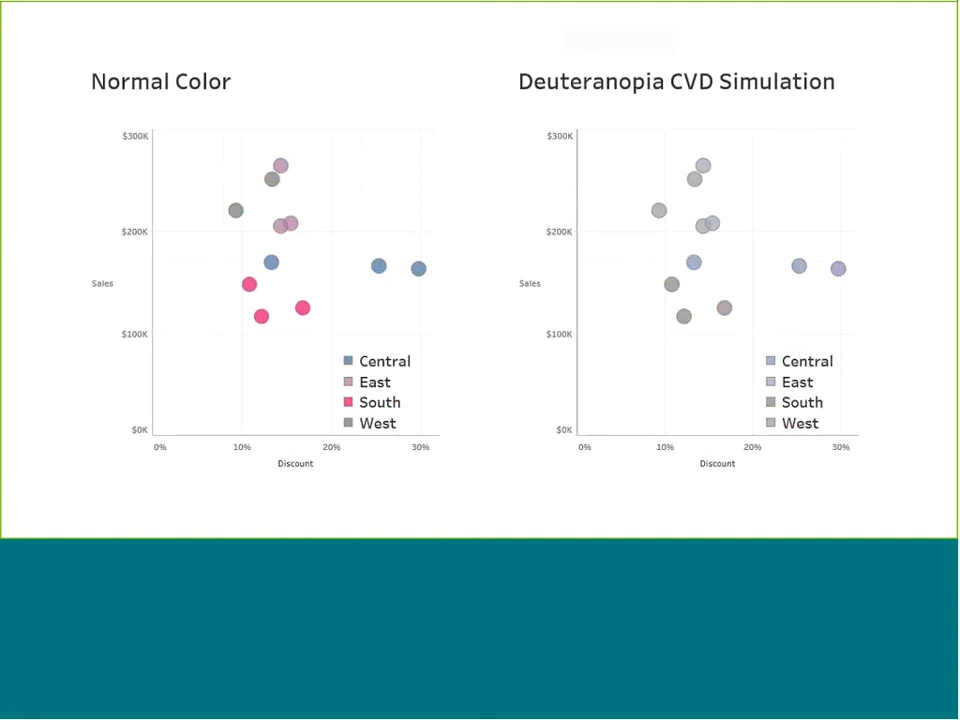 Normal Color
$300K
$200K
Sales
$100K
$0K
Central
East
South
West
0% 10% 20% 30%
Discount
Deuteranopia CVD Simulation
$300K
$200K
Sales
$100K
$0K
Central
East
South
West
0% 10% 20% 30%
Discount